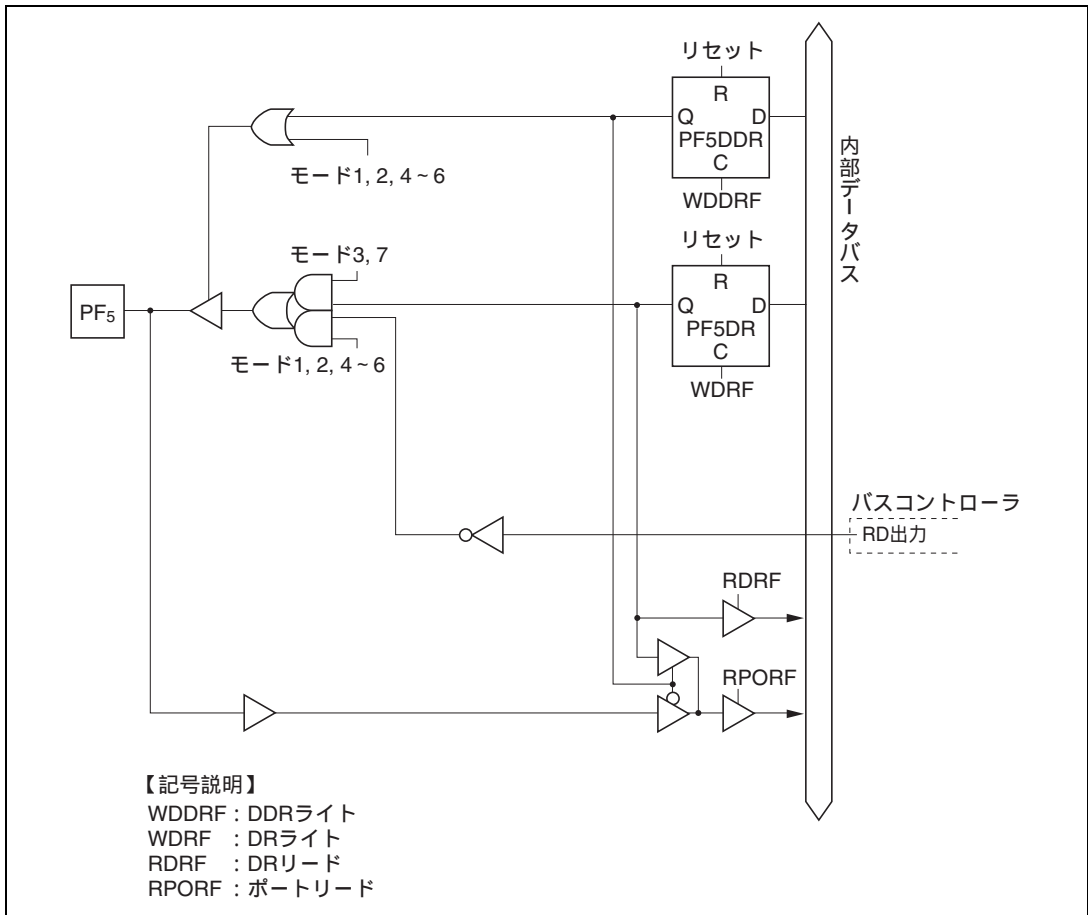 リセット
R
Q D
PF5DDR
C
WDDRF
モード1, 2, 4~6
内部データバス
リセット
R
Q D
PF5DR
C
WDRF
モード3, 7
PF5
モード1, 2, 4~6
バスコントローラ
RD出力
RDRF
RPORF
【記号説明】
WDDRF : DDRライト
WDRF : DRライト
RDRF : DRリード
RPORF : ポートリード